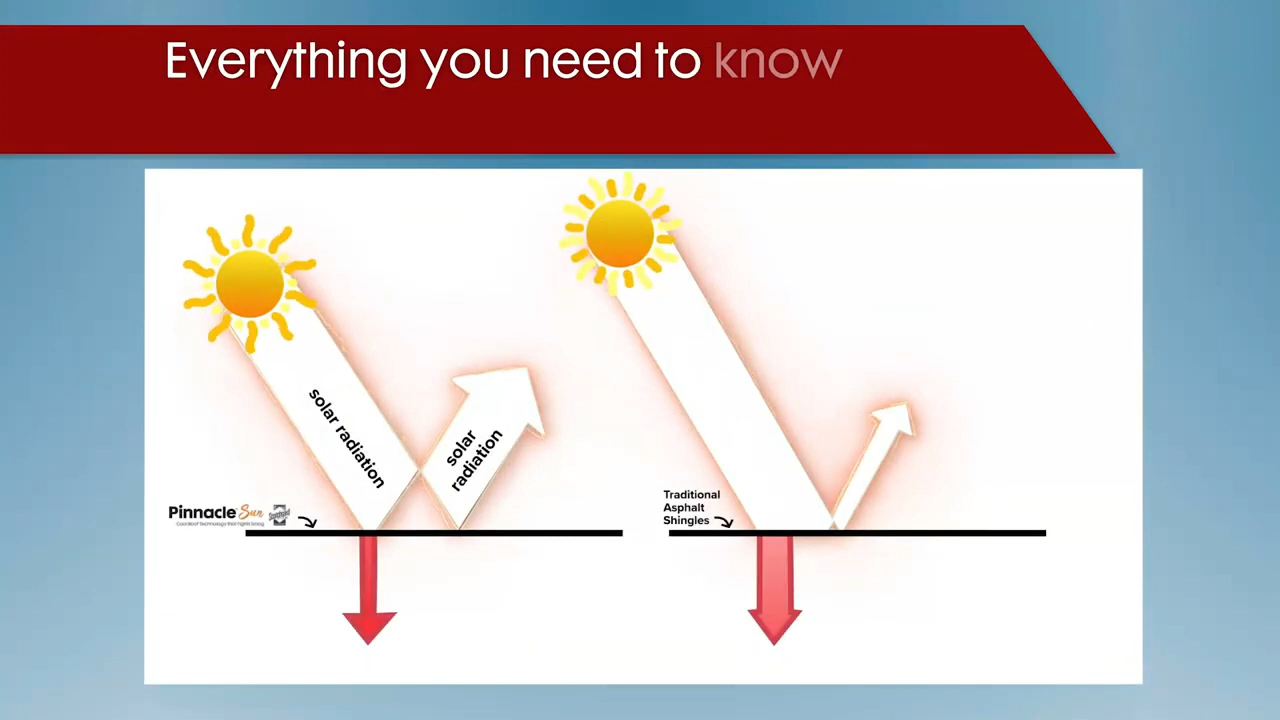 Everything you need to know
solar radiation
solar
radiation
Pinnacle Sun
Traditional
Asphalt
Shingles